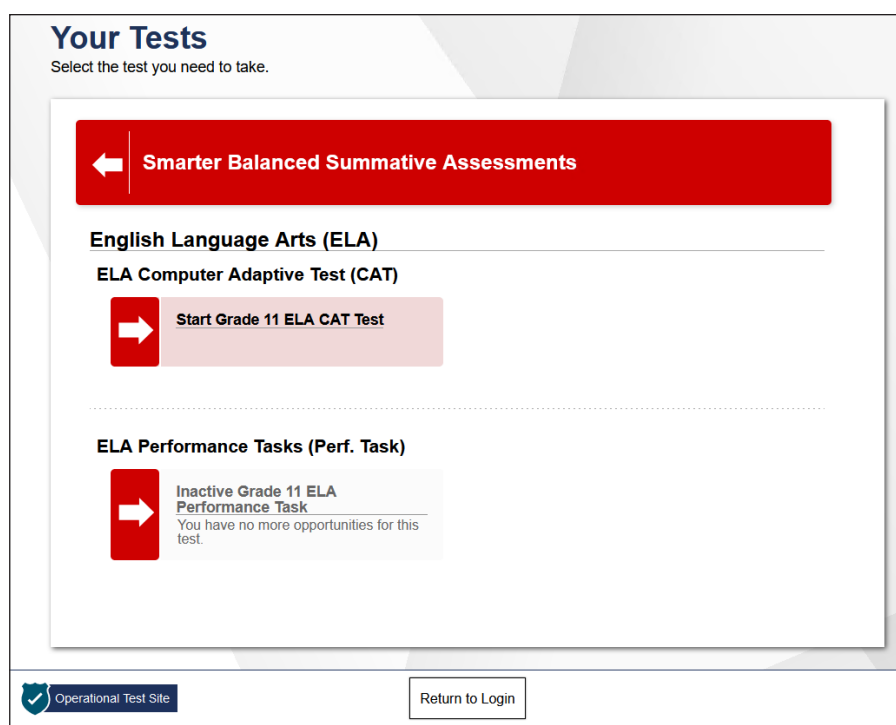 Your Tests
Select the test you need to take.
Smarter Balanced Summative Assessments
English Language Arts (ELA)
ELA Computer Adaptive Test (CAT)
Start Grade 11 ELA CAT Test
ELA Performance Tasks (Perf. Task)
Inactive Grade 11 ELA
Performance Task
You have no more opportunities for this
test.
Operational Test Site
Return to Login